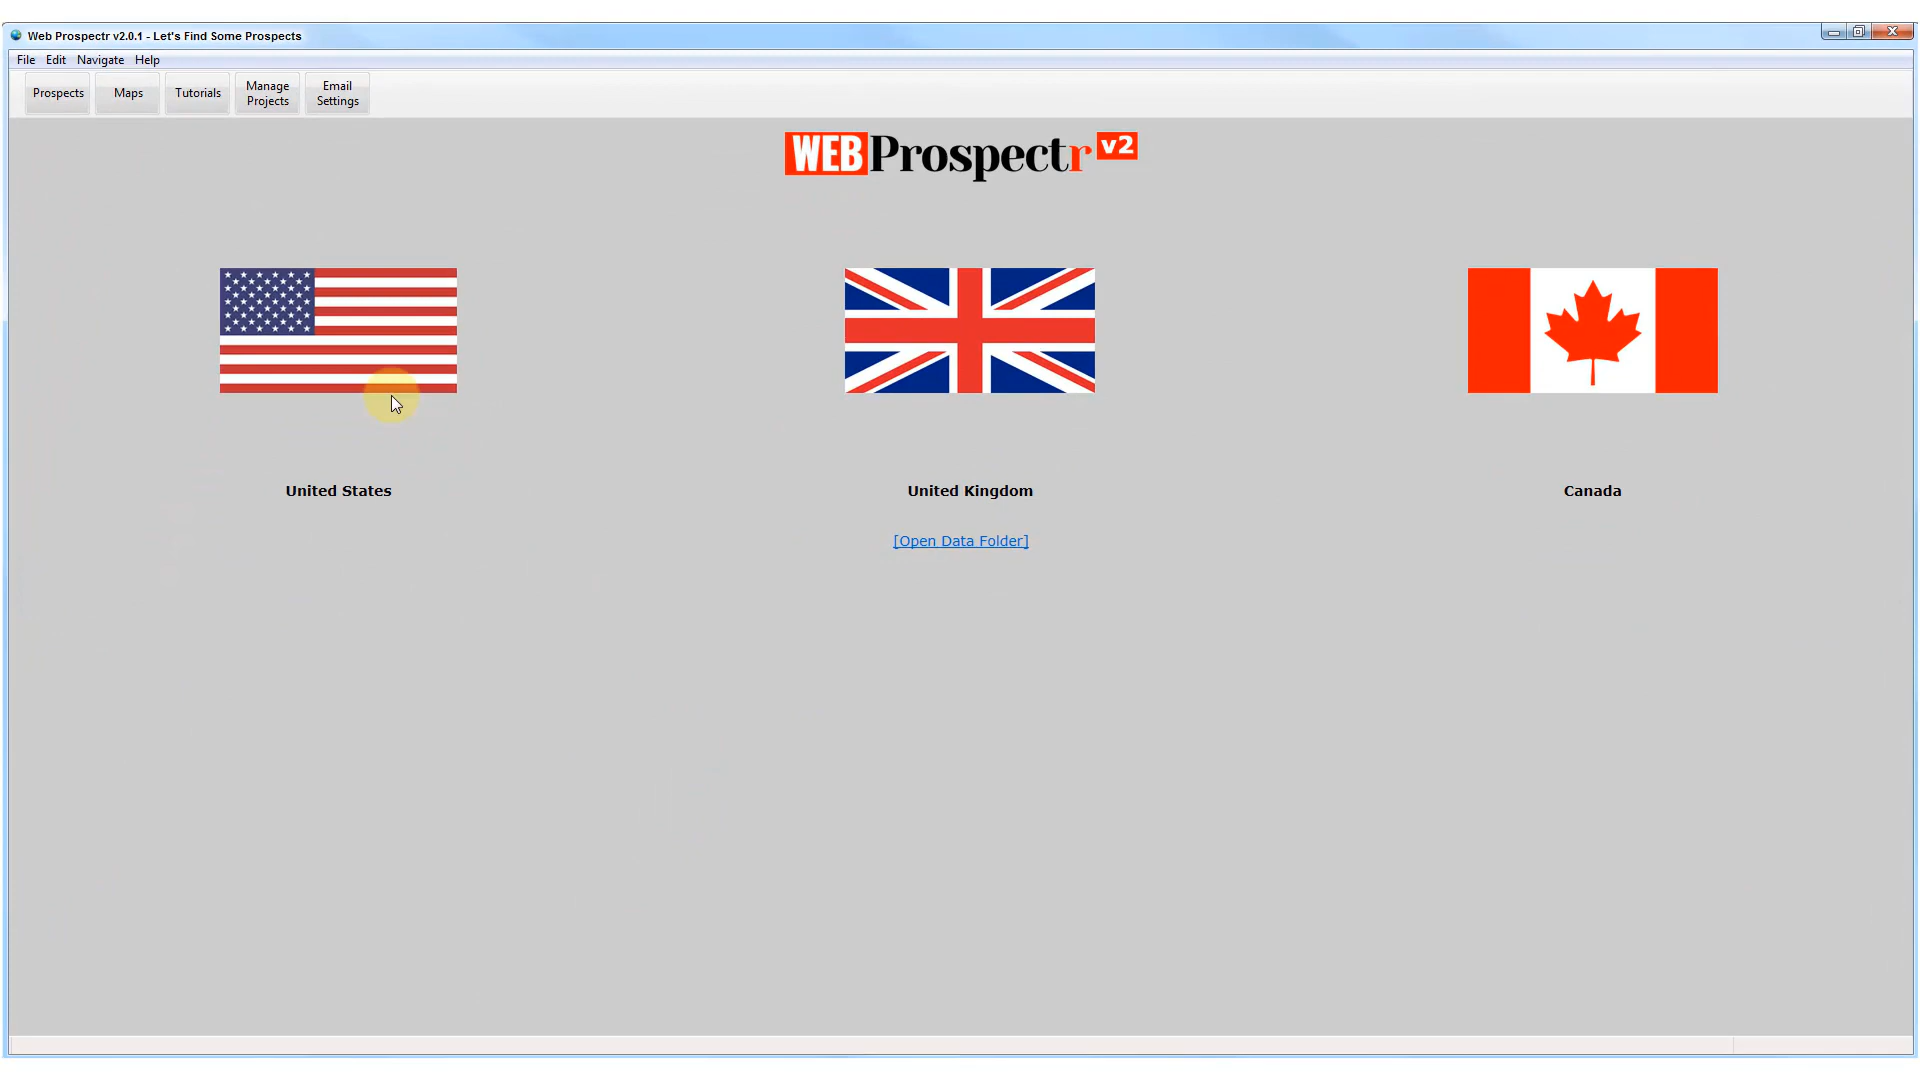 Web Prospectr v2.0.1 - Let's Find Some Prospects
File Edit Navigate Help
Prospects Maps Tutorials Manage Projects Email Settings
WEBProspectr v2
United States United Kingdom Canada
[Open Data Folder]